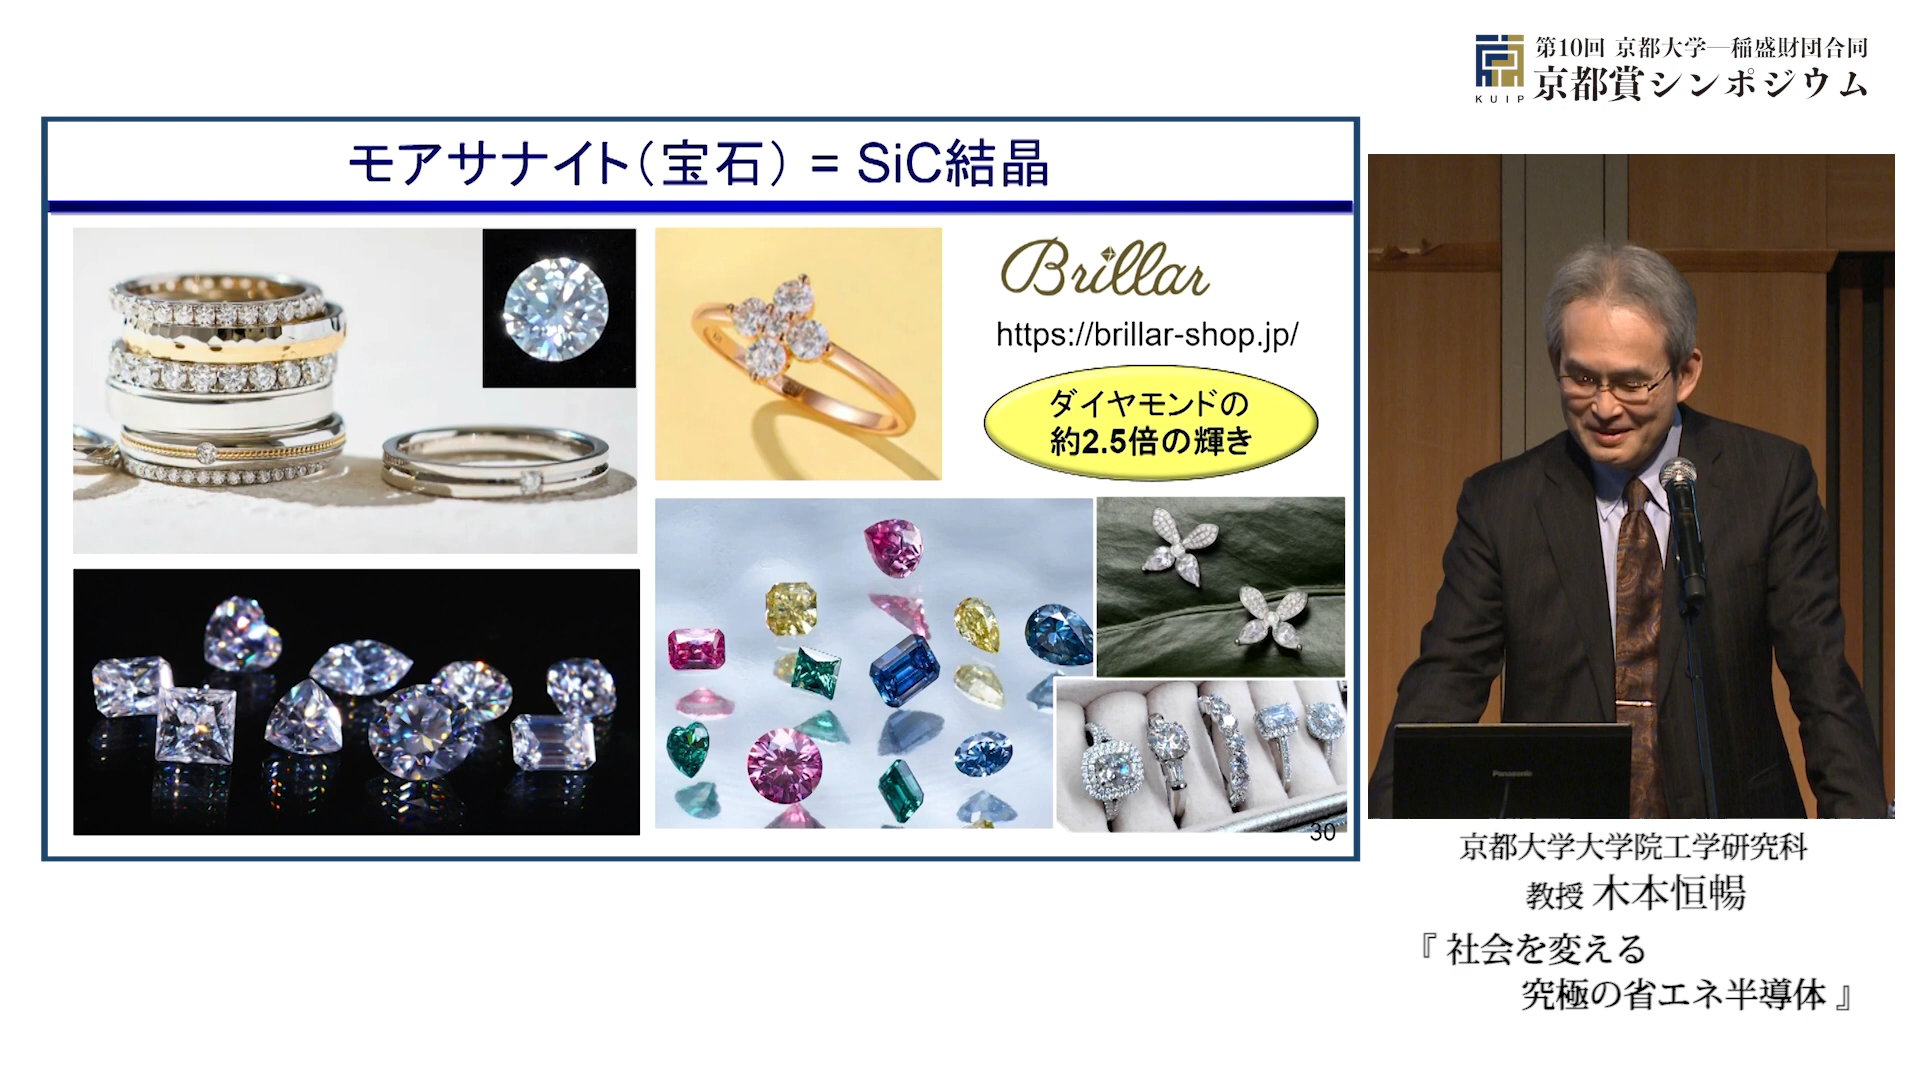 第10回 京都大学―稲盛財団合同
京都賞シンポジウム
KUIP
モアサナイト（宝石）= SiC結晶
Brillar
https://brillar-shop.jp/
ダイヤモンドの
約2.5倍の輝き
30
Panasonic
京都大学大学院工学研究科
教授 木本恒暢
『 社会を変える
究極の省エネ半導体 』